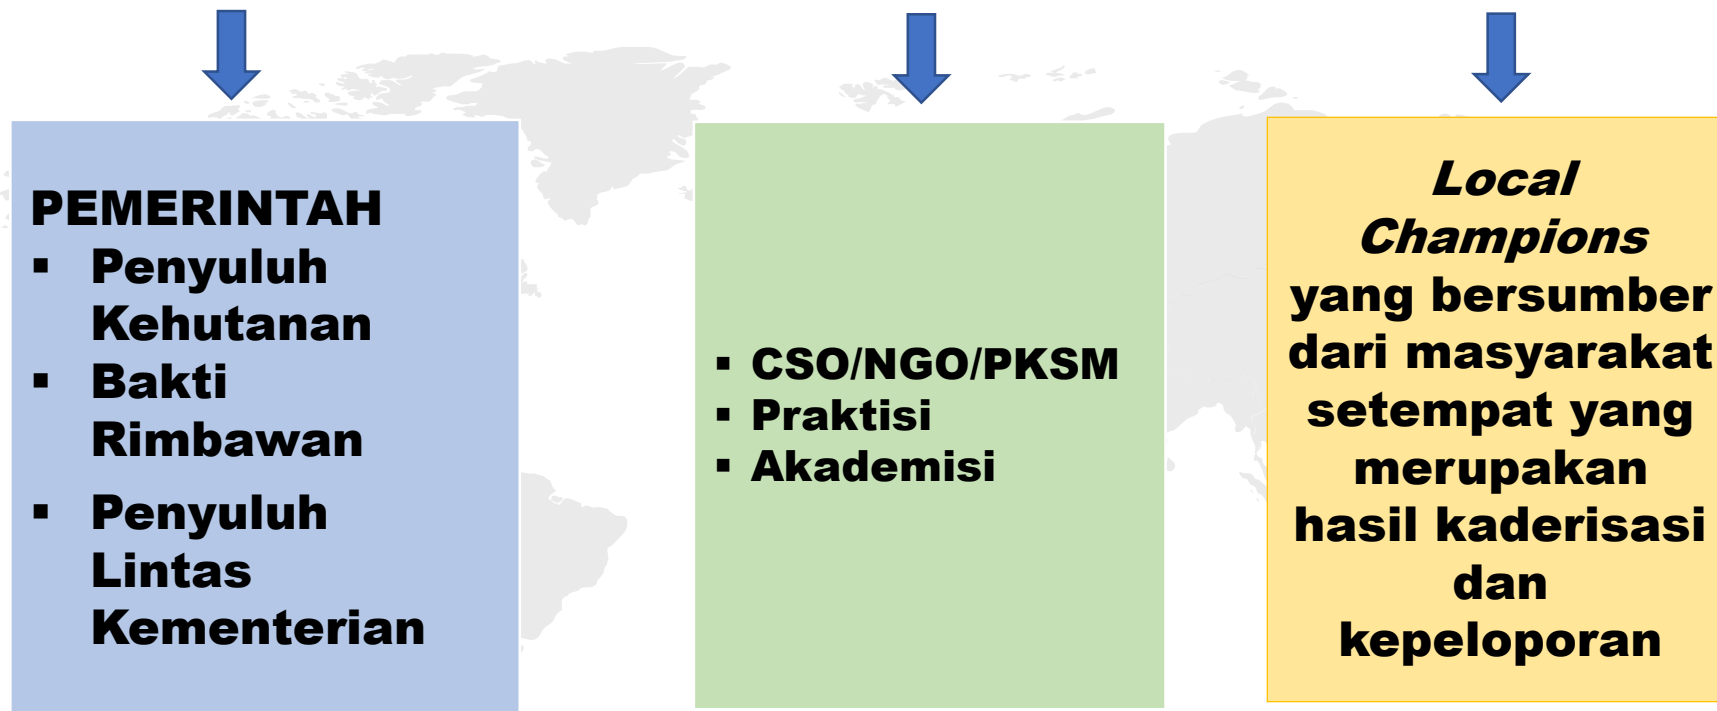 PEMERINTAH
▪ Penyuluh
Kehutanan
▪ Bakti
Rimbawan
▪ Penyuluh
Lintas
Kementerian
▪ CSO/NGO/PKSM
▪ Praktisi
▪ Akademisi
Local
Champions
yang bersumber
dari masyarakat
setempat yang
merupakan
hasil kaderisasi
dan
kepeloporan